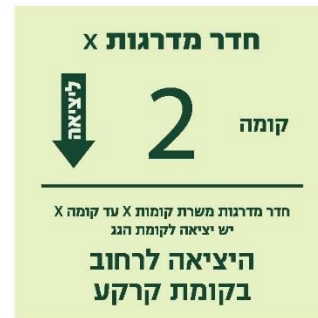 חדר מדרגות X
ליציאה
קומה 2
חדר מדרגות משרת קומות X עד קומה X
יש יציאה לקומת הגג
היציאה לרחוב
בקומת קרקע